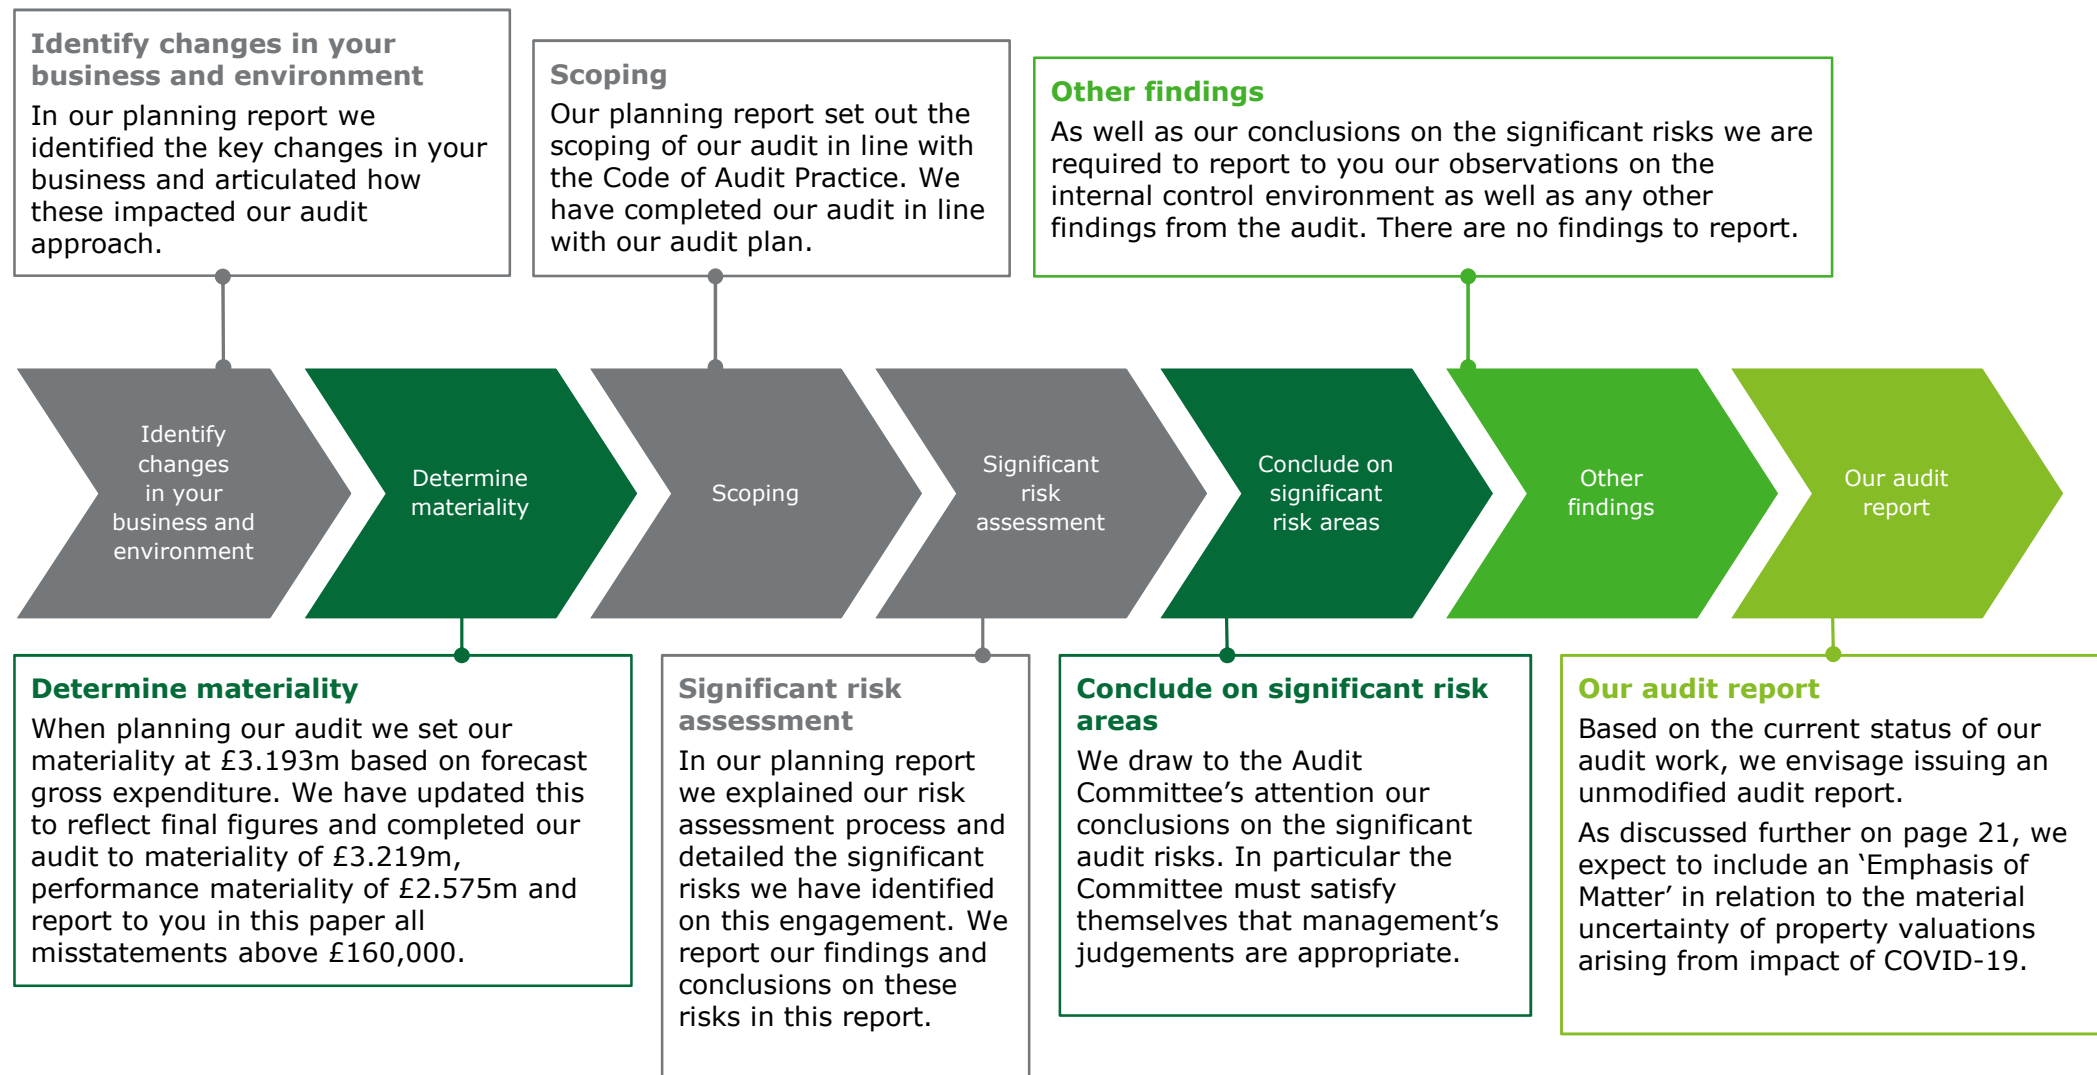 Identify changes in your
business and environment
In our planning report we
identified the key changes in your
business and articulated how
these impacted our audit
approach.
Scoping
Our planning report set out the
scoping of our audit in line with
the Code of Audit Practice. We
have completed our audit in line
with our audit plan.
Other findings
As well as our conclusions on the significant risks we are
required to report to you our observations on the
internal control environment as well as any other
findings from the audit. There are no findings to report.
Identify
changes
in your
business and
environment
Determine
materiality
Scoping
Significant
risk
assessment
Conclude on
significant
risk areas
Other
findings
Our audit
report
Determine materiality
When planning our audit we set our
materiality at £3.193m based on forecast
gross expenditure. We have updated this
to reflect final figures and completed our
audit to materiality of £3.219m,
performance materiality of £2.575m and
report to you in this paper all
misstatements above £160,000.
Significant risk
assessment
In our planning report
we explained our risk
assessment process and
detailed the significant
risks we have identified
on this engagement. We
report our findings and
conclusions on these
risks in this report.
Conclude on significant risk
areas
We draw to the Audit
Committee’s attention our
conclusions on the significant
audit risks. In particular the
Committee must satisfy
themselves that management’s
judgements are appropriate.
Our audit report
Based on the current status of our
audit work, we envisage issuing an
unmodified audit report.
As discussed further on page 21, we
expect to include an ‘Emphasis of
Matter’ in relation to the material
uncertainty of property valuations
arising from impact of COVID-19.